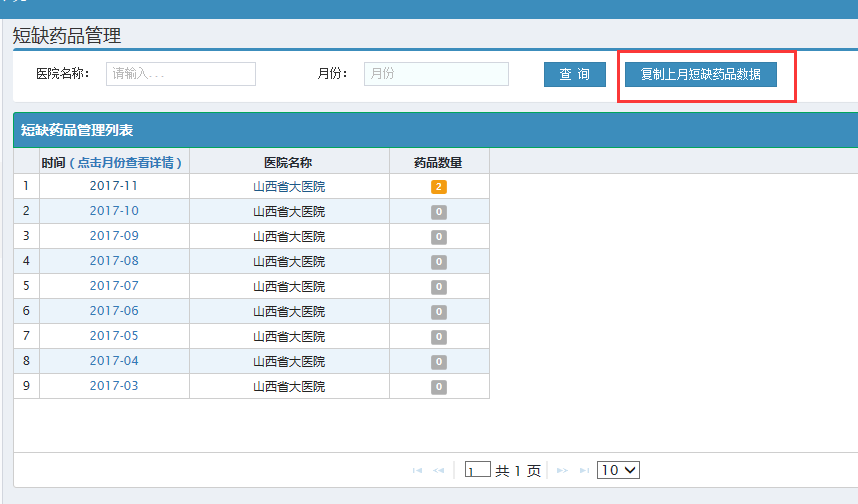 短缺药品管理
医院名称： 请输入... 月份： 月份 查 询 复制上月短缺药品数据
短缺药品管理列表
时间（点击月份查看详情） 医院名称 药品数量
1 2017-11 山西省大医院 2
2 2017-10 山西省大医院 0
3 2017-09 山西省大医院 0
4 2017-08 山西省大医院 0
5 2017-07 山西省大医院 0
6 2017-06 山西省大医院 0
7 2017-05 山西省大医院 0
8 2017-04 山西省大医院 0
9 2017-03 山西省大医院 0
1 共 1 页 10